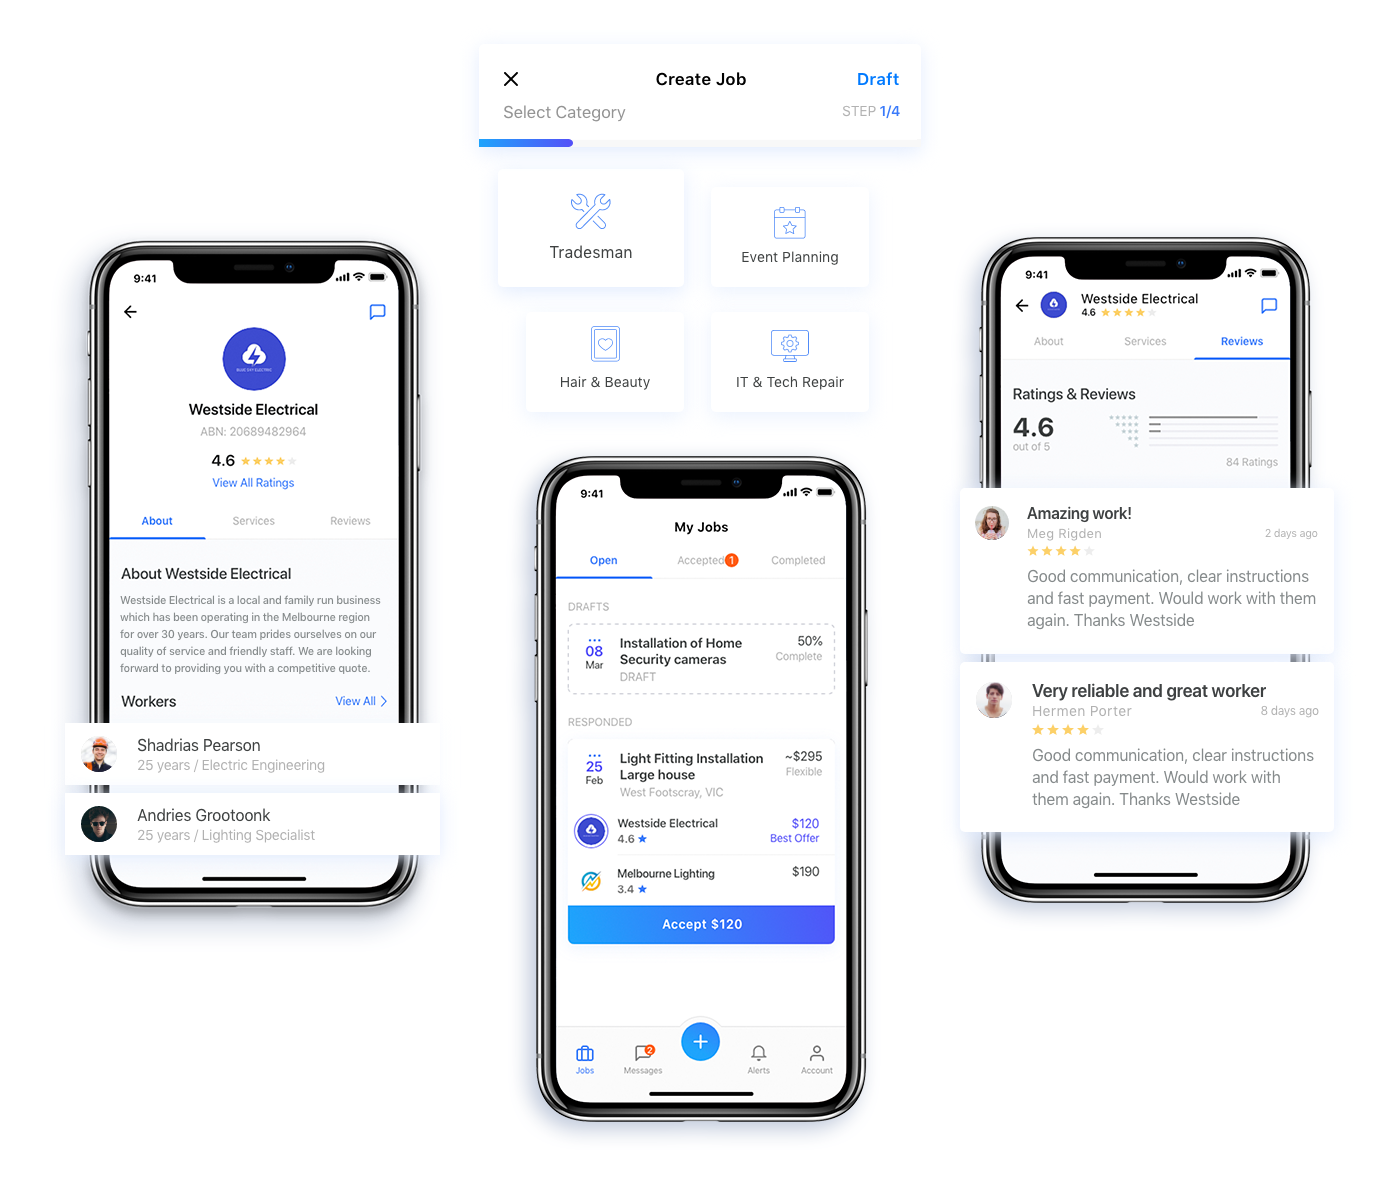 Create Job
Draft
Select Category
STEP 1/4
Tradesman
Event Planning
Hair & Beauty
IT & Tech Repair
9:41
BLUE SKY ELECTRIC
Westside Electrical
ABN: 20689482964
4.6
View All Ratings
About
Services
Reviews
About Westside Electrical
Westside Electrical is a local and family run business
which has been operating in the Melbourne region
for over 30 years. Our team prides ourselves on our
quality of service and friendly staff. We are looking
forward to providing you with a competitive quote.
Workers
View All
Shadrias Pearson
25 years / Electric Engineering
Andries Grootoonk
25 years / Lighting Specialist
9:41
My Jobs
Open
Accepted 1
Completed
DRAFTS
08
Mar
Installation of Home
Security cameras
DRAFT
50%
Complete
RESPONDED
25
Feb
Light Fitting Installation
Large house
West Footscray, VIC
~$295
Flexible
Westside Electrical
4.6
$120
Best Offer
Melbourne Lighting
3.4
$190
Accept $120
Jobs
2
Messages
Alerts
Account
9:41
Westside Electrical
4.6
About
Services
Reviews
Ratings & Reviews
4.6
out of 5
84 Ratings
Amazing work!
Meg Rigden
2 days ago
Good communication, clear instructions
and fast payment. Would work with them
again. Thanks Westside
Very reliable and great worker
Hermen Porter
8 days ago
Good communication, clear instructions
and fast payment. Would work with
them again. Thanks Westside